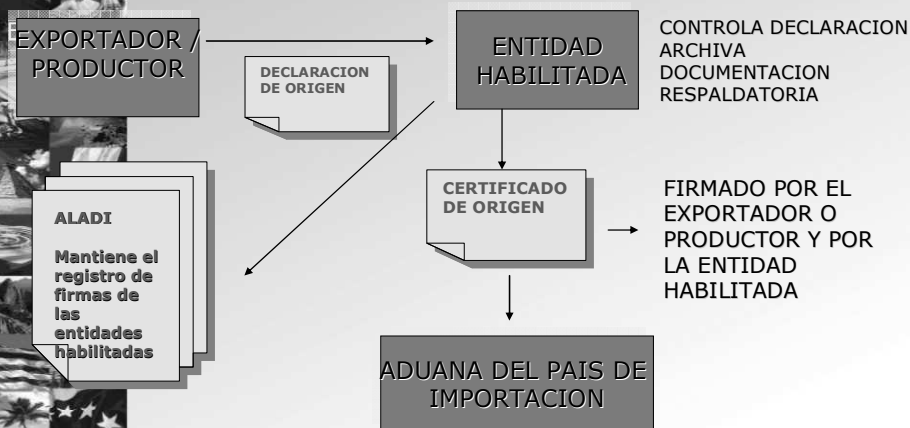 EXPORTADOR /
PRODUCTOR
DECLARACION
DE ORIGEN
ENTIDAD
HABILITADA
CONTROLA DECLARACION
ARCHIVA
DOCUMENTACION
RESPALDATORIA
ALADI
Mantiene el
registro de
firmas de
las
entidades
habilitadas
CERTIFICADO
DE ORIGEN
FIRMADO POR EL
EXPORTADOR O
PRODUCTOR Y POR
LA ENTIDAD
HABILITADA
ADUANA DEL PAIS DE
IMPORTACION